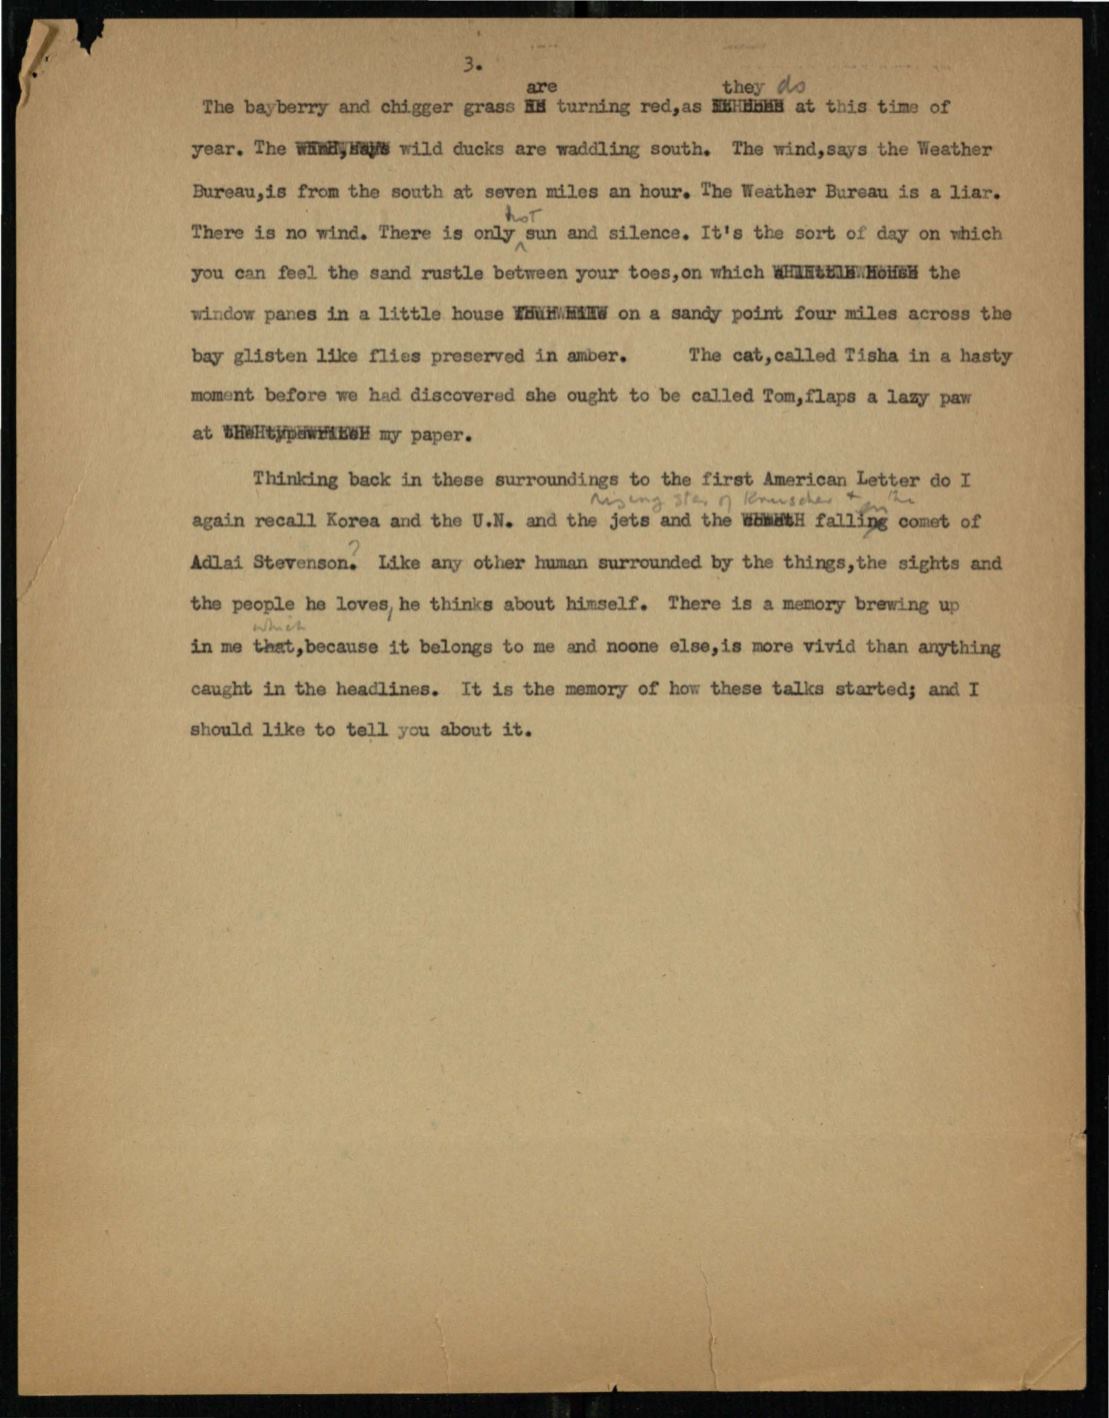 3.
are they do
The bayberry and chigger grass turning red,as at this time of
year. The wild ducks are waddling south. The wind,says the Weather
Bureau,is from the south at seven miles an hour. The Weather Bureau is a liar.
hot
There is no wind. There is only sun and silence. It's the sort of day on which
you can feel the sand rustle between your toes,on which the
window panes in a little house on a sandy point four miles across the
bay glisten like flies preserved in amber. The cat,called Tisha in a hasty
moment before we had discovered she ought to be called Tom,flaps a lazy paw
at my paper.
Thinking back in these surroundings to the first American Letter do I
rising star of + the
again recall Korea and the U.N. and the jets and the falling comet of
Adlai Stevenson? Like any other human surrounded by the things,the sights and
the people he loves, he thinks about himself. There is a memory brewing up
which
in me that,because it belongs to me and noone else,is more vivid than anything
caught in the headlines. It is the memory of how these talks started; and I
should like to tell you about it.